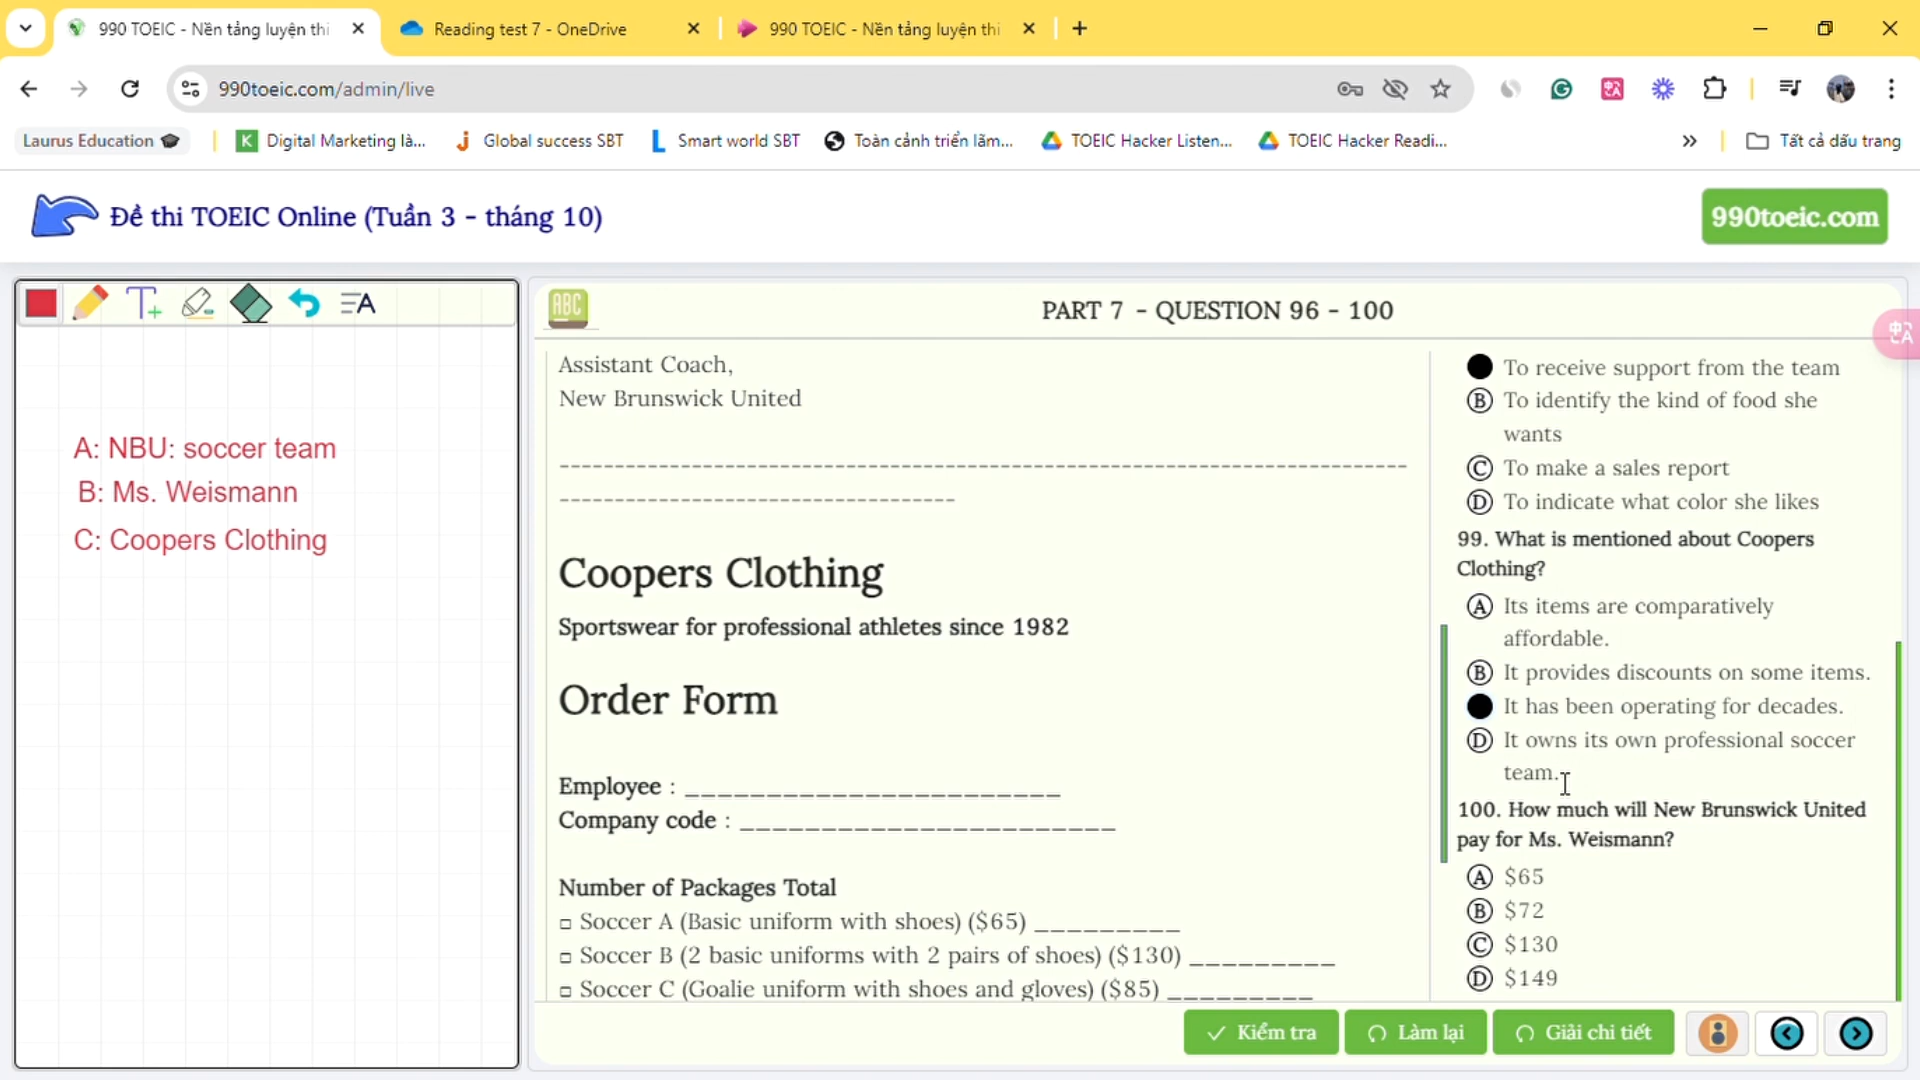 990 TOEIC - Nền tảng luyện thi
Reading test 7 - OneDrive
990 TOEIC - Nền tảng luyện thi
990toeic.com/admin/live
Laurus Education
Digital Marketing là...
Global success SBT
Smart world SBT
Toàn cảnh triển lãm...
TOEIC Hacker Listen...
TOEIC Hacker Readi...
Tất cả dấu trang
Đề thi TOEIC Online (Tuần 3 - tháng 10)
990toeic.com
A: NBU: soccer team
B: Ms. Weismann
C: Coopers Clothing
ABC
PART 7 - QUESTION 96 - 100
Assistant Coach,
New Brunswick United
--------------------------------------------------------------------------------
------------------------------------
Coopers Clothing
Sportswear for professional athletes since 1982
Order Form
Employee : _______________________
Company code : _______________________
Number of Packages Total
□ Soccer A (Basic uniform with shoes) ($65) _________
□ Soccer B (2 basic uniforms with 2 pairs of shoes) ($130) _________
□ Soccer C (Goalie uniform with shoes and gloves) ($85) _________
To receive support from the team
B To identify the kind of food she
wants
C To make a sales report
D To indicate what color she likes
99. What is mentioned about Coopers
Clothing?
A Its items are comparatively
affordable.
B It provides discounts on some items.
It has been operating for decades.
D It owns its own professional soccer
team.
100. How much will New Brunswick United
pay for Ms. Weismann?
A $65
B $72
C $130
D $149
Kiểm tra
Làm lại
Giải chi tiết